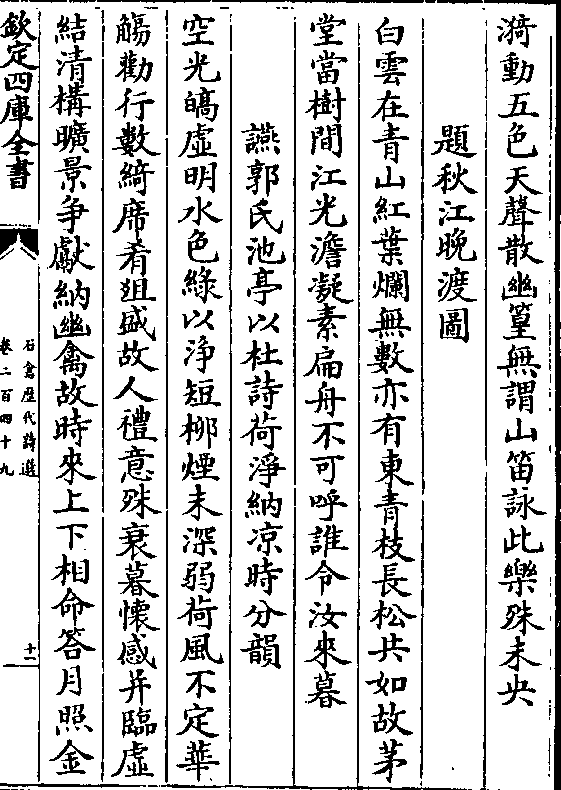 漪動五色天聲散幽篁無謂山笛詠此樂殊未央
題秋江晚渡圖
白雲在青山紅葉爛無數亦有東青枝長松共如故茅
堂當樹間江光澹凝素扁舟不可呼誰令汝來暮
讌郭氏池亭以杜詩荷淨納凉時分韻
空光皜虛明水色綠以淨短栁煙未深弱荷風不定華
觴勸行數綺席肴俎盛故人禮意殊衰暮懷感并臨虛
結清構曠景争獻納幽禽故時來上下相命答月照金
欽定四庫全書
石倉歷代詩選
卷二百四十九
十一